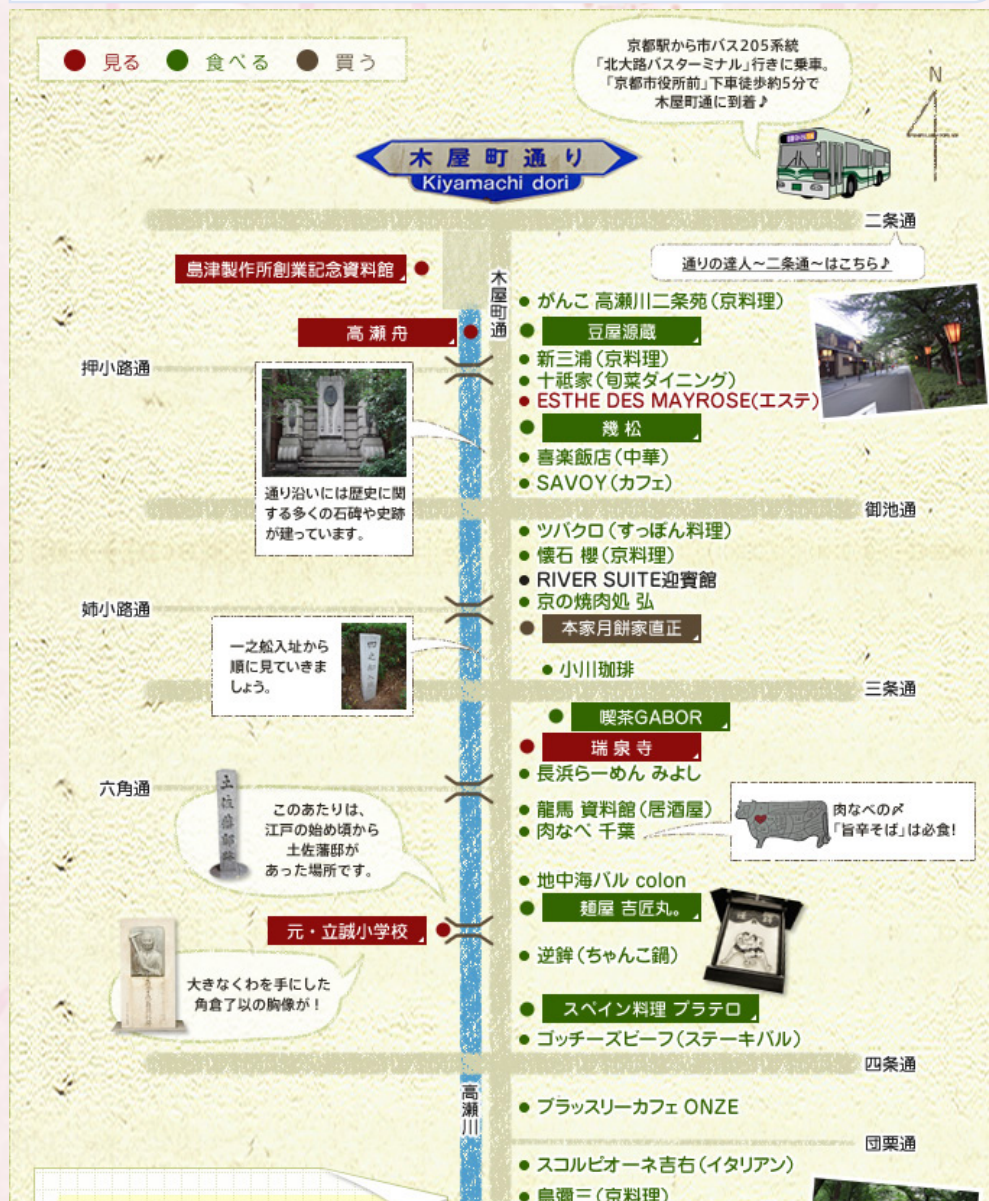 見る
食べる
買う
京都駅から市バス205系統
「北大路バスターミナル」行きに乗車。
「京都市役所前」下車徒歩約5分で
木屋町通に到着♪
N
木屋町通り
Kiyamachi dori
二条通
通りの達人～二条通～はこちら♪
島津製作所創業記念資料館
木屋町通
がんこ 高瀬川二条苑(京料理)
高瀬舟
豆屋源蔵
新三浦(京料理)
押小路通
十祇家(旬菜ダイニング)
ESTHE DES MAYROSE(エステ)
幾松
喜楽飯店(中華)
SAVOY(カフェ)
通り沿いには歴史に関
する多くの石碑や史跡
が建っています。
御池通
ツバクロ(すっぽん料理)
懐石 櫻(京料理)
RIVER SUITE迎賓館
京の焼肉処 弘
姉小路通
本家月餅家直正
一之舩入址から
順に見ていきま
しょう。
小川珈琲
三条通
喫茶GABOR
瑞泉寺
長浜らーめん みよし
六角通
土佐藩邸跡
このあたりは、
江戸の始め頃から
土佐藩邸が
あった場所です。
龍馬 資料館(居酒屋)
肉なべ 千葉
肉なべの〆
「旨辛そば」は必食!
地中海バル colon
麺屋 吉匠丸。
元・立誠小学校
逆鉾(ちゃんこ鍋)
大きなくわを手にした
角倉了以の胸像が!
スペイン料理 プラテロ
ゴッチーズビーフ(ステーキバル)
四条通
高瀬川
ブラッスリーカフェ ONZE
団栗通
スコルピオーネ吉右(イタリアン)
鳥彌三(京料理)